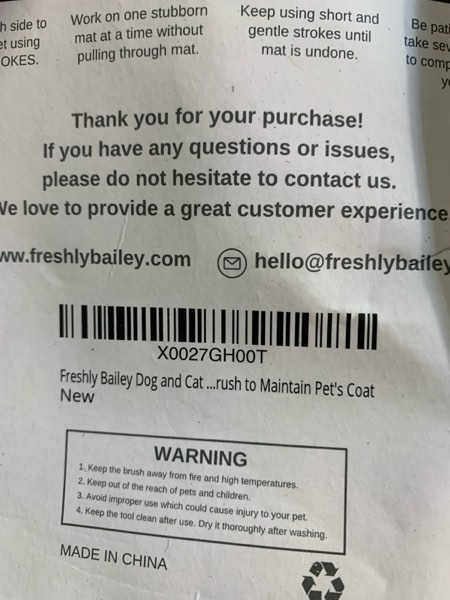 h side to
et using
OKES.
Work on one stubborn
mat at a time without
pulling through mat.
Keep using short and
gentle strokes until
mat is undone.
Be pati
take sev
to comp
y
Thank you for your purchase!
If you have any questions or issues,
please do not hesitate to contact us.
We love to provide a great customer experience
ww.freshlybailey.com
hello@freshlybailey
X0027GH00T
Freshly Bailey Dog and Cat ...rush to Maintain Pet's Coat
New
WARNING
1. Keep the brush away from fire and high temperatures.
2. Keep out of the reach of pets and children.
3. Avoid improper use which could cause injury to your pet.
4. Keep the tool clean after use. Dry it thoroughly after washing.
MADE IN CHINA